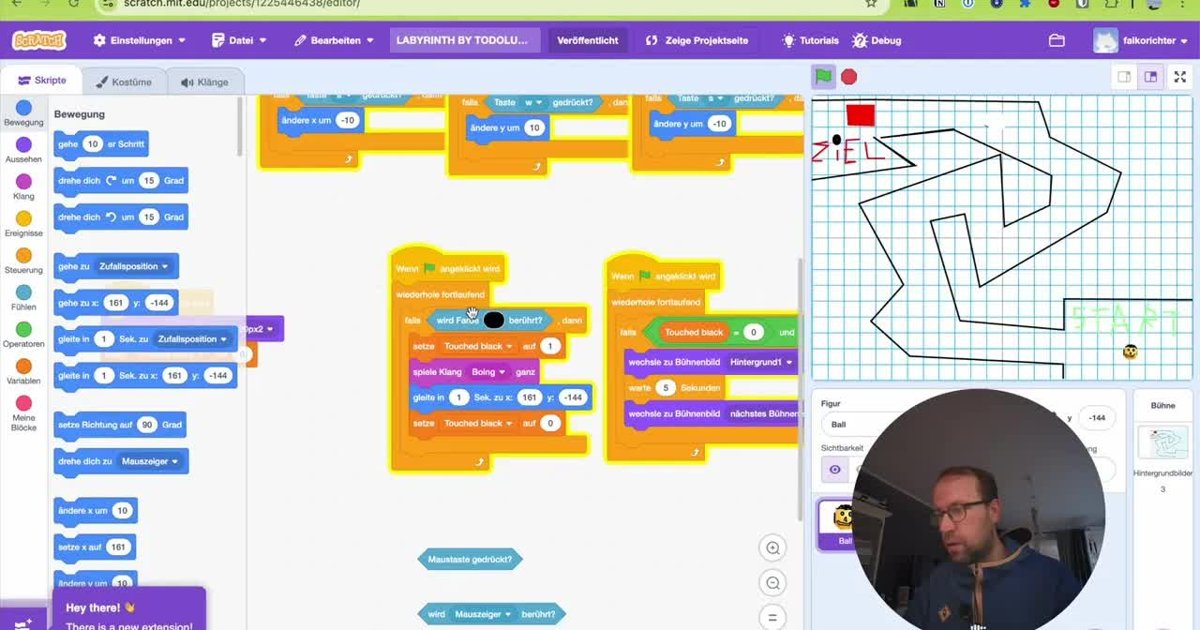 scratch.mit.edu/projects/1225446438/editor/
SCRATCH
Einstellungen
Datei
Bearbeiten
LABYRINTH BY TODOLU...
Veröffentlicht
Zeige Projektseite
Tutorials
Debug
falkorichter
Skripte
Kostüme
Klänge
Bewegung
Aussehen
Klang
Ereignisse
Steuerung
Fühlen
Operatoren
Variablen
Meine
Blöcke
Bewegung
gehe 10 er Schritt
drehe dich um 15 Grad
drehe dich um 15 Grad
gehe zu Zufallsposition
gehe zu x: 161 y: -144
gleite in 1 Sek. zu Zufallsposition
gleite in 1 Sek. zu x: 161 y: -144
setze Richtung auf 90 Grad
drehe dich zu Mauszeiger
ändere x um 10
setze x auf 161
ändere y um 10
Hey there! 👋
There is a new extension!
ändere x um -10
falls Taste w gedrückt? , dann
ändere y um 10
falls Taste s gedrückt?
ändere y um -10
Wenn angeklickt wird
wiederhole fortlaufend
falls wird Farbe berührt? , dann
setze Touched black auf 1
spiele Klang Boing ganz
gleite in 1 Sek. zu x: 161 y: -144
setze Touched black auf 0
Wenn angeklickt wird
wiederhole fortlaufend
falls Touched black = 0 und
wechsle zu Bühnenbild Hintergrund1
warte 5 Sekunden
wechsle zu Bühnenbild nächstes Bühnen
Maustaste gedrückt?
wird Mauszeiger berührt?
ZIEL
START
Figur
Ball
y -144
Sichtbarkeit
Ball
Bühne
Hintergrundbilder
3